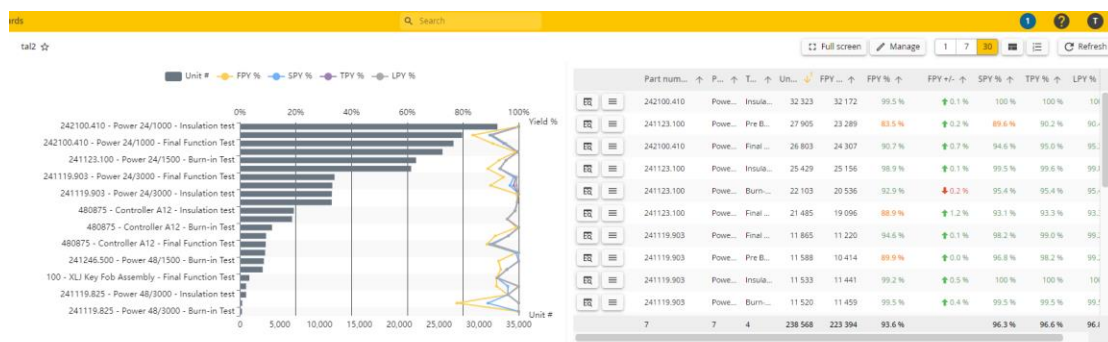 ards
Search
1
?
T
tal2
Full screen
Manage
1 7 30
Refresh
Unit # FPY % SPY % TPY % LPY %
0% 20% 40% 60% 80% 100%
Yield %
242100.410 - Power 24/1000 - Insulation test
242100.410 - Power 24/1000 - Final Function Test
241123.100 - Power 24/1500 - Burn-in Test
241119.903 - Power 24/3000 - Final Function Test
241119.903 - Power 24/3000 - Insulation test
480875 - Controller A12 - Insulation test
480875 - Controller A12 - Burn-in Test
480875 - Controller A12 - Final Function Test
241246.500 - Power 48/1500 - Burn-in Test
100 - XLJ Key Fob Assembly - Final Function Test
241119.825 - Power 48/3000 - Insulation test
241119.825 - Power 48/3000 - Burn-in Test
Unit #
0 5,000 10,000 15,000 20,000 25,000 30,000 35,000
Part num... P... T... Un... FPY ... FPY % FPY +/- SPY % TPY % LPY %
242100.410 Powe... Insula... 32 323 32 172 99.5 % 0.1 % 100 % 100 % 100
241123.100 Powe... Pre B... 27 905 23 289 83.5 % 0.2 % 89.6 % 90.2 % 90.4
242100.410 Powe... Final ... 26 803 24 307 90.7 % 0.7 % 94.6 % 95.0 % 95.
241123.100 Powe... Insula... 25 429 25 156 98.9 % 0.1 % 99.5 % 99.6 % 99.
241123.100 Powe... Burn-... 22 103 20 536 92.9 % 0.2 % 95.4 % 95.4 % 95.
241123.100 Powe... Final ... 21 485 19 096 88.9 % 1.2 % 93.1 % 93.3 % 93.
241119.903 Powe... Final ... 11 865 11 220 94.6 % 0.1 % 98.2 % 99.0 % 99.
241119.903 Powe... Pre B... 11 588 10 414 89.9 % 0.0 % 96.8 % 98.2 % 99.
241119.903 Powe... Insula... 11 533 11 441 99.2 % 0.5 % 100 % 100 % 100
241119.903 Powe... Burn-... 11 520 11 459 99.5 % 0.4 % 99.5 % 99.5 % 99.
7 7 4 238 568 223 394 93.6 % 96.3 % 96.6 % 96.